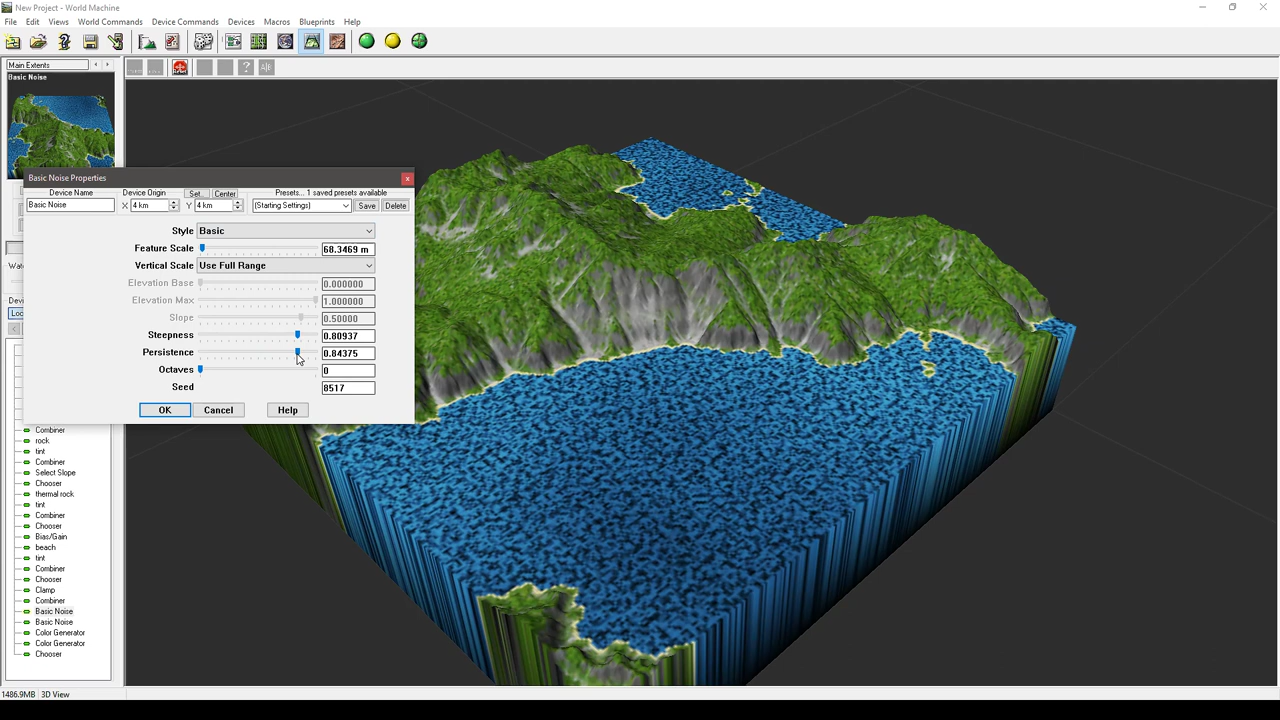 New Project - World Machine
File Edit Views World Commands Device Commands Devices Macros Blueprints Help
Main Extents
Basic Noise
Basic Noise Properties
Device Name Device Origin Set... Center Presets... 1 saved presets available
Basic Noise X 4 km Y 4 km (Starting Settings) Save Delete
Style Basic
Feature Scale 68.3469 m
Vertical Scale Use Full Range
Elevation Base 0.000000
Elevation Max 1.000000
Slope 0.50000
Steepness 0.80937
Persistence 0.84375
Octaves 0
Seed 8517
OK Cancel Help
Combiner
rock
tint
Combiner
Select Slope
Chooser
thermal rock
tint
Combiner
Chooser
Bias/Gain
beach
tint
Combiner
Chooser
Clamp
Combiner
Basic Noise
Basic Noise
Color Generator
Color Generator
Chooser
1486.9MB 3D View